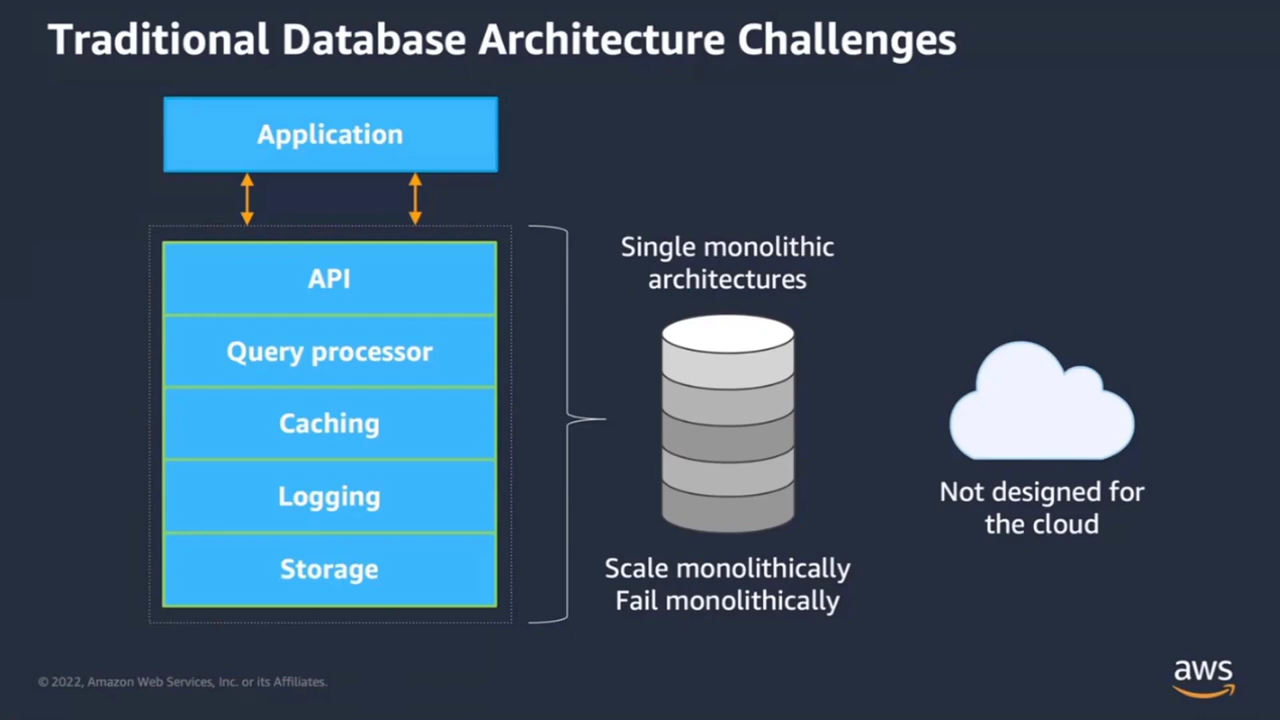 Traditional Database Architecture Challenges
Application
API
Query processor
Caching
Logging
Storage
Single monolithic
architectures
Scale monolithically
Fail monolithically
Not designed for
the cloud
© 2022, Amazon Web Services, Inc. or its Affiliates.
aws